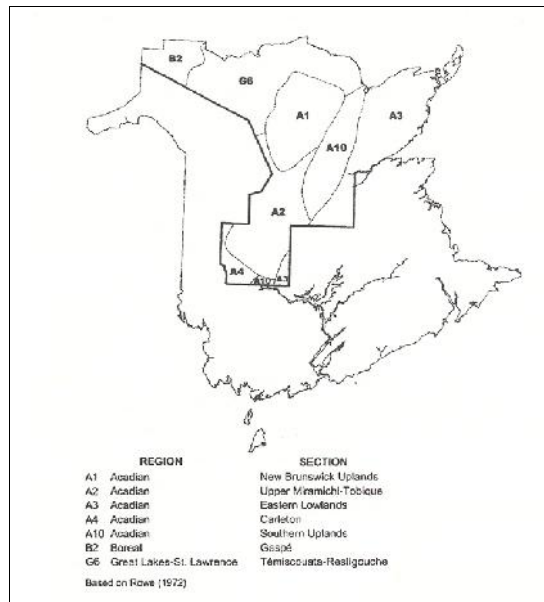 B2
G6
A1
A3
A10
A2
A4
A3
REGION SECTION
A1 Acadian New Brunswick Uplands
A2 Acadian Upper Miramichi-Tobique
A3 Acadian Eastern Lowlands
A4 Acadian Carleton
A10 Acadian Southern Uplands
B2 Boreal Gaspé
G6 Great Lakes-St. Lawrence Témiscouata-Restigouche
Based on Rowe (1972)